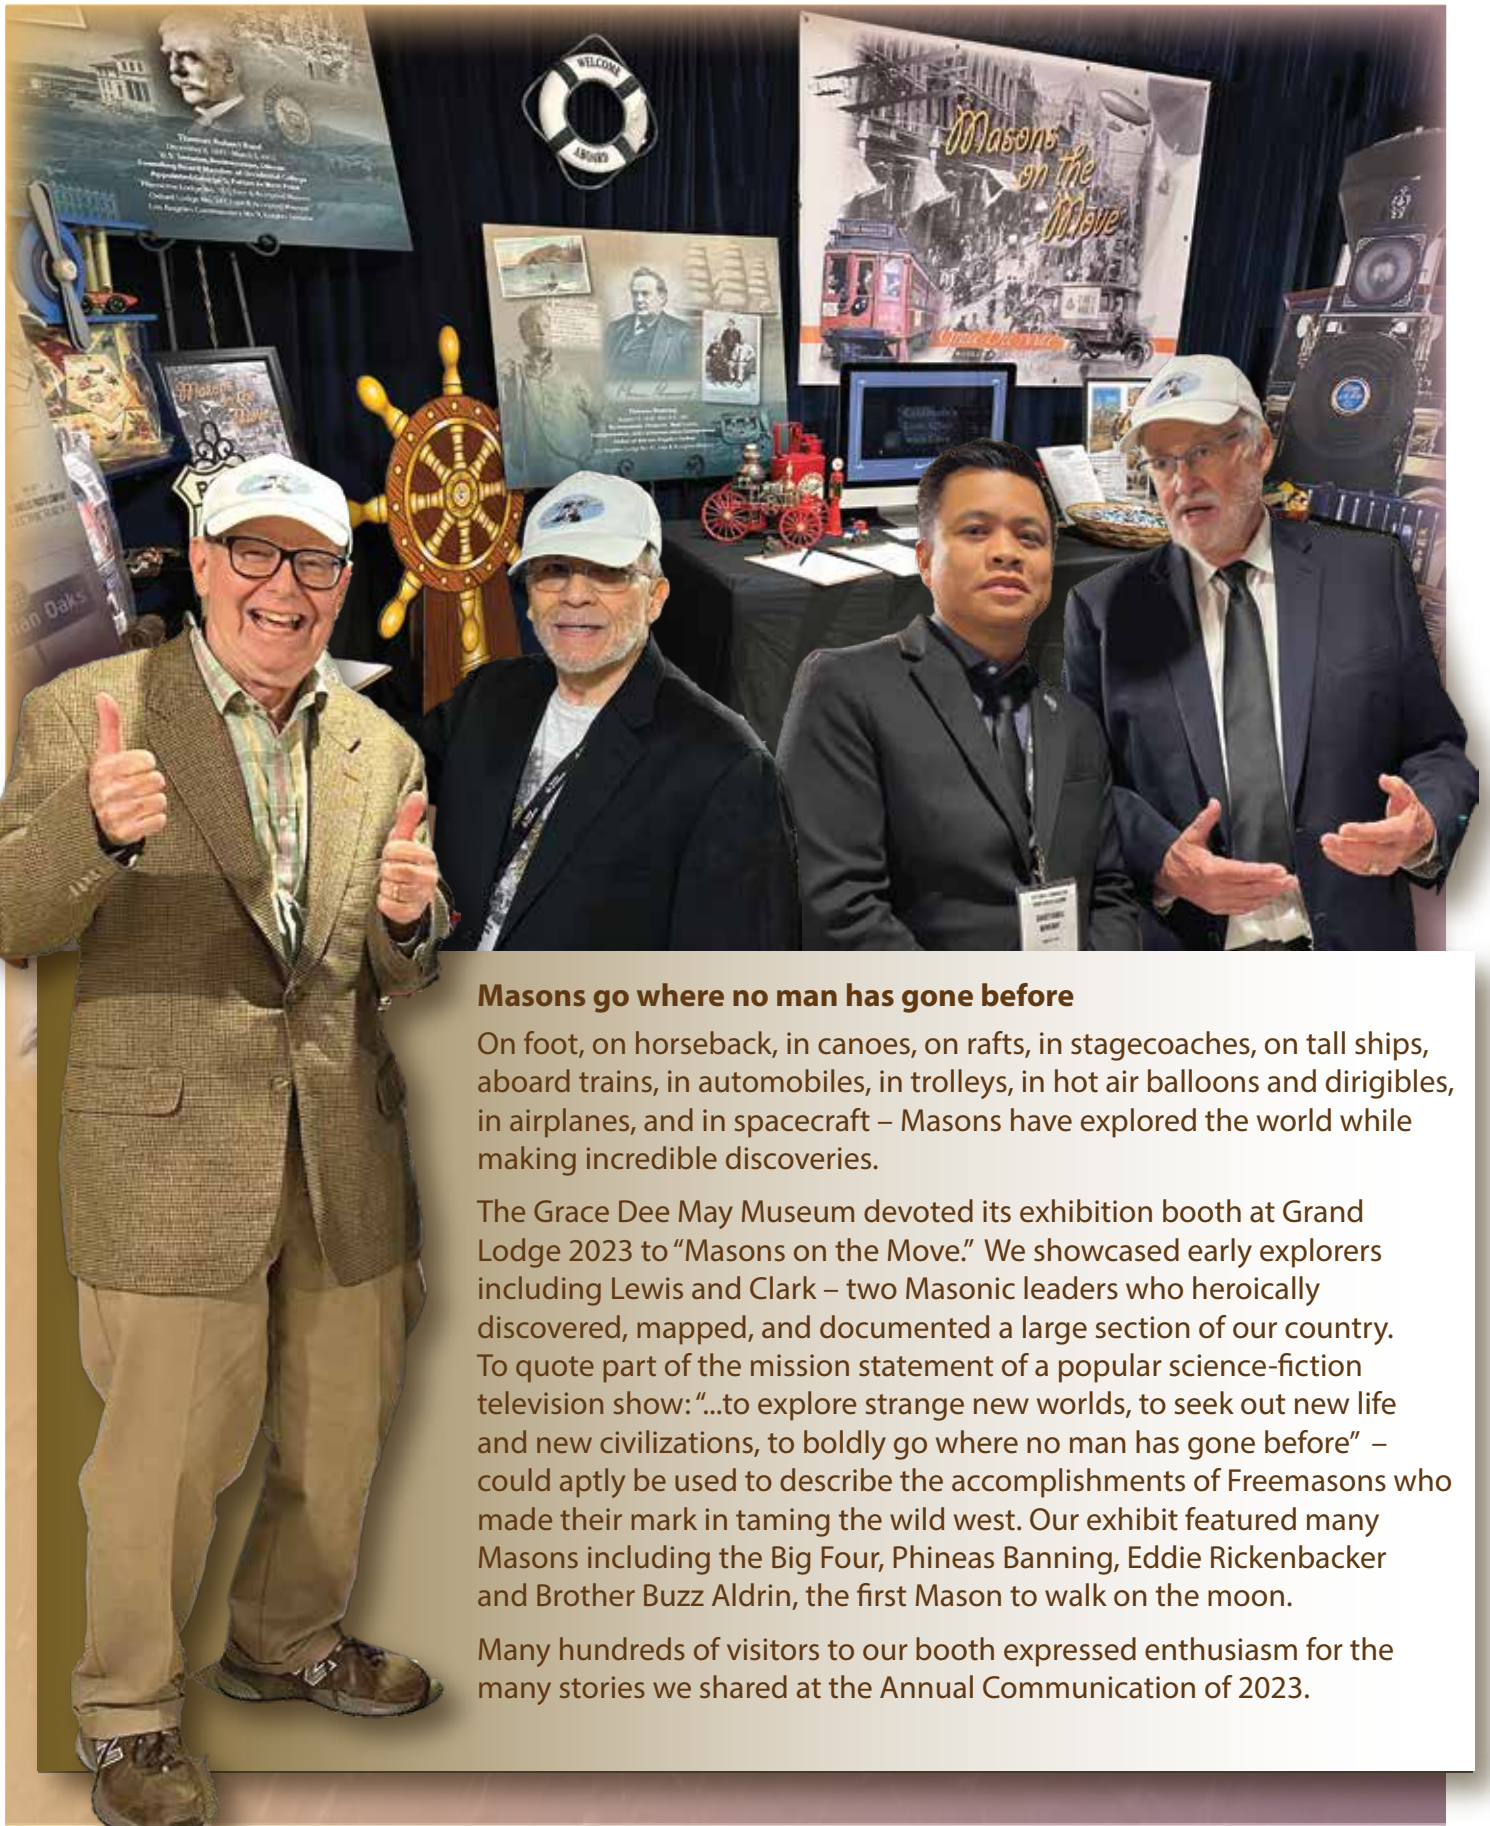 Thomas Robert Bard
WELCOME
ABOARD
Masons
on the
Move
Grace Dee May
Masons go where no man has gone before
On foot, on horseback, in canoes, on rafts, in stagecoaches, on tall ships,
aboard trains, in automobiles, in trolleys, in hot air balloons and dirigibles,
in airplanes, and in spacecraft – Masons have explored the world while
making incredible discoveries.
The Grace Dee May Museum devoted its exhibition booth at Grand
Lodge 2023 to “Masons on the Move.” We showcased early explorers
including Lewis and Clark – two Masonic leaders who heroically
discovered, mapped, and documented a large section of our country.
To quote part of the mission statement of a popular science-fiction
television show: “...to explore strange new worlds, to seek out new life
and new civilizations, to boldly go where no man has gone before” –
could aptly be used to describe the accomplishments of Freemasons who
made their mark in taming the wild west. Our exhibit featured many
Masons including the Big Four, Phineas Banning, Eddie Rickenbacker
and Brother Buzz Aldrin, the first Mason to walk on the moon.
Many hundreds of visitors to our booth expressed enthusiasm for the
many stories we shared at the Annual Communication of 2023.